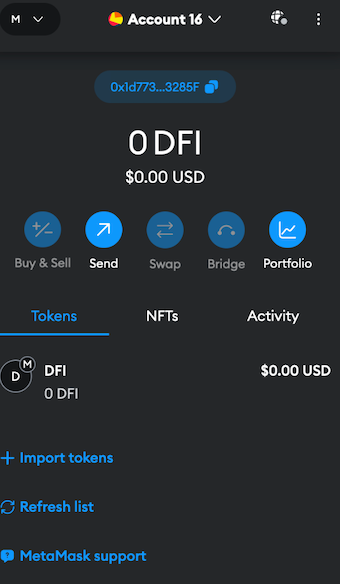 M
Account 16
0x1d773...3285F
0 DFI
$0.00 USD
Buy & Sell
Send
Swap
Bridge
Portfolio
Tokens
NFTs
Activity
D
M
DFI
$0.00 USD
0 DFI
Import tokens
Refresh list
MetaMask support